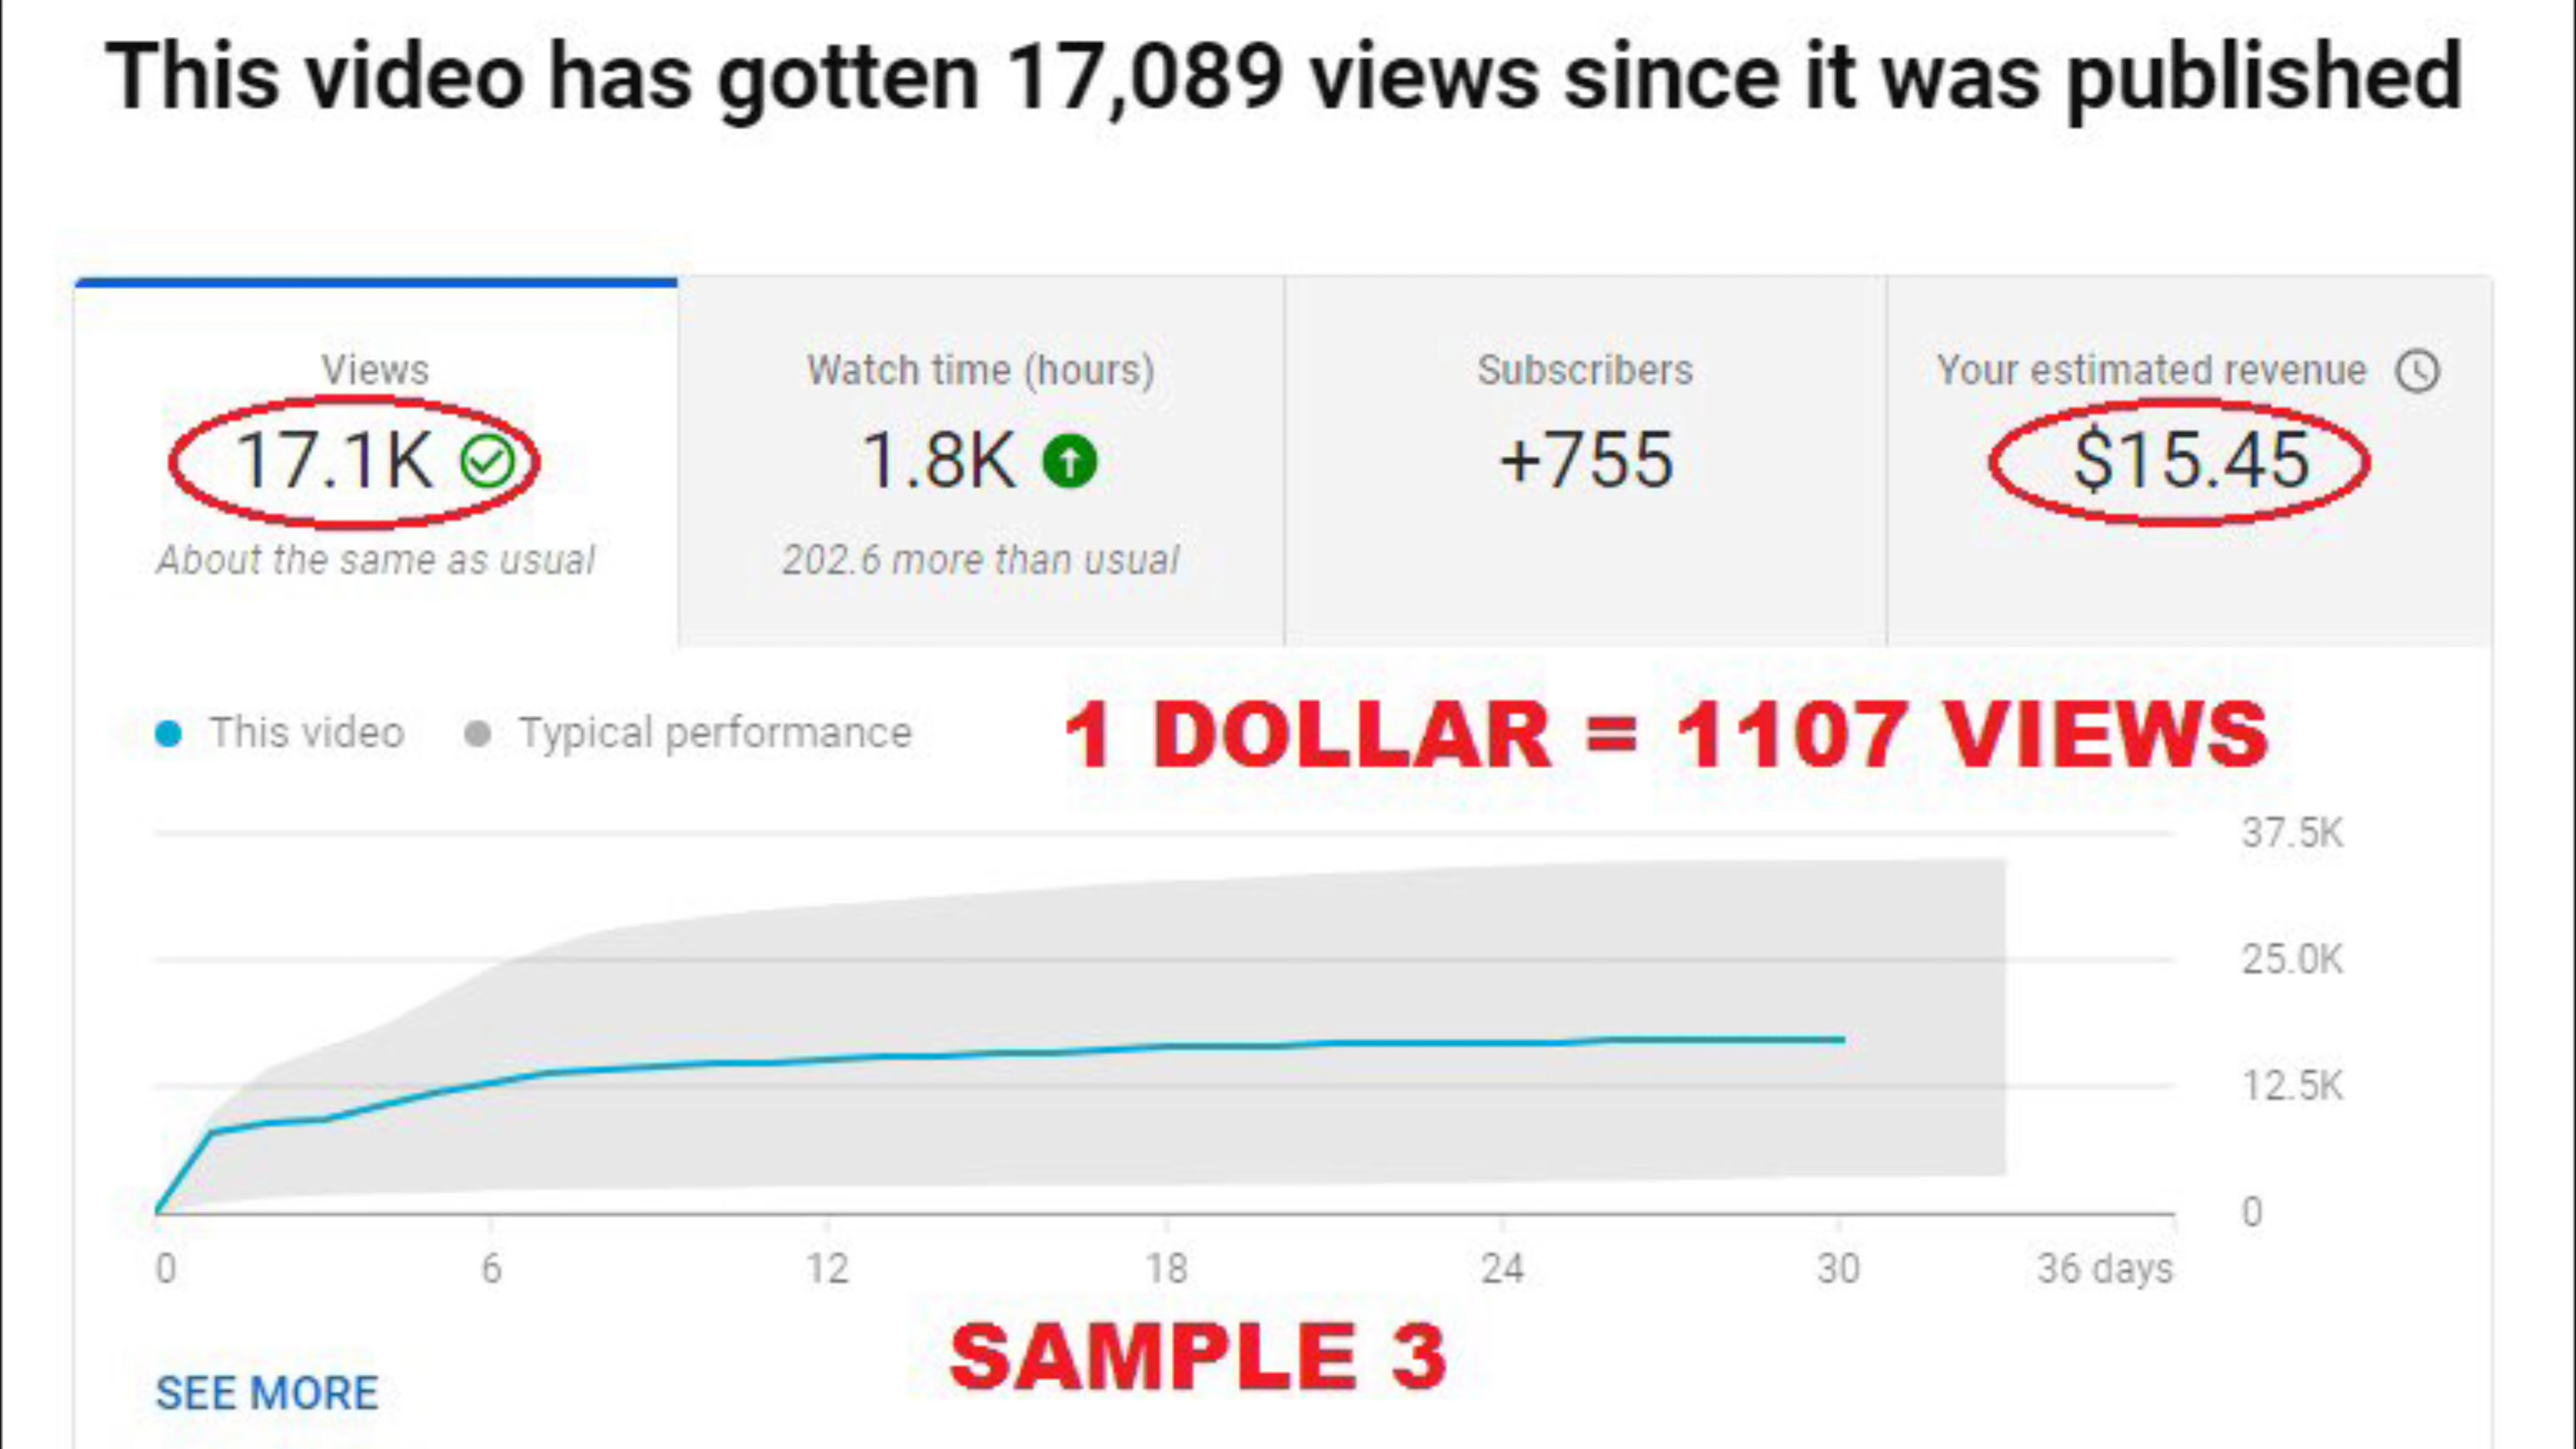 This video has gotten 17,089 views since it was published
Views
17.1K
About the same as usual
Watch time (hours)
1.8K
202.6 more than usual
Subscribers
+755
Your estimated revenue
$15.45
This video
Typical performance
1 DOLLAR = 1107 VIEWS
37.5K
25.0K
12.5K
0
0 6 12 18 24 30 36 days
SAMPLE 3
SEE MORE